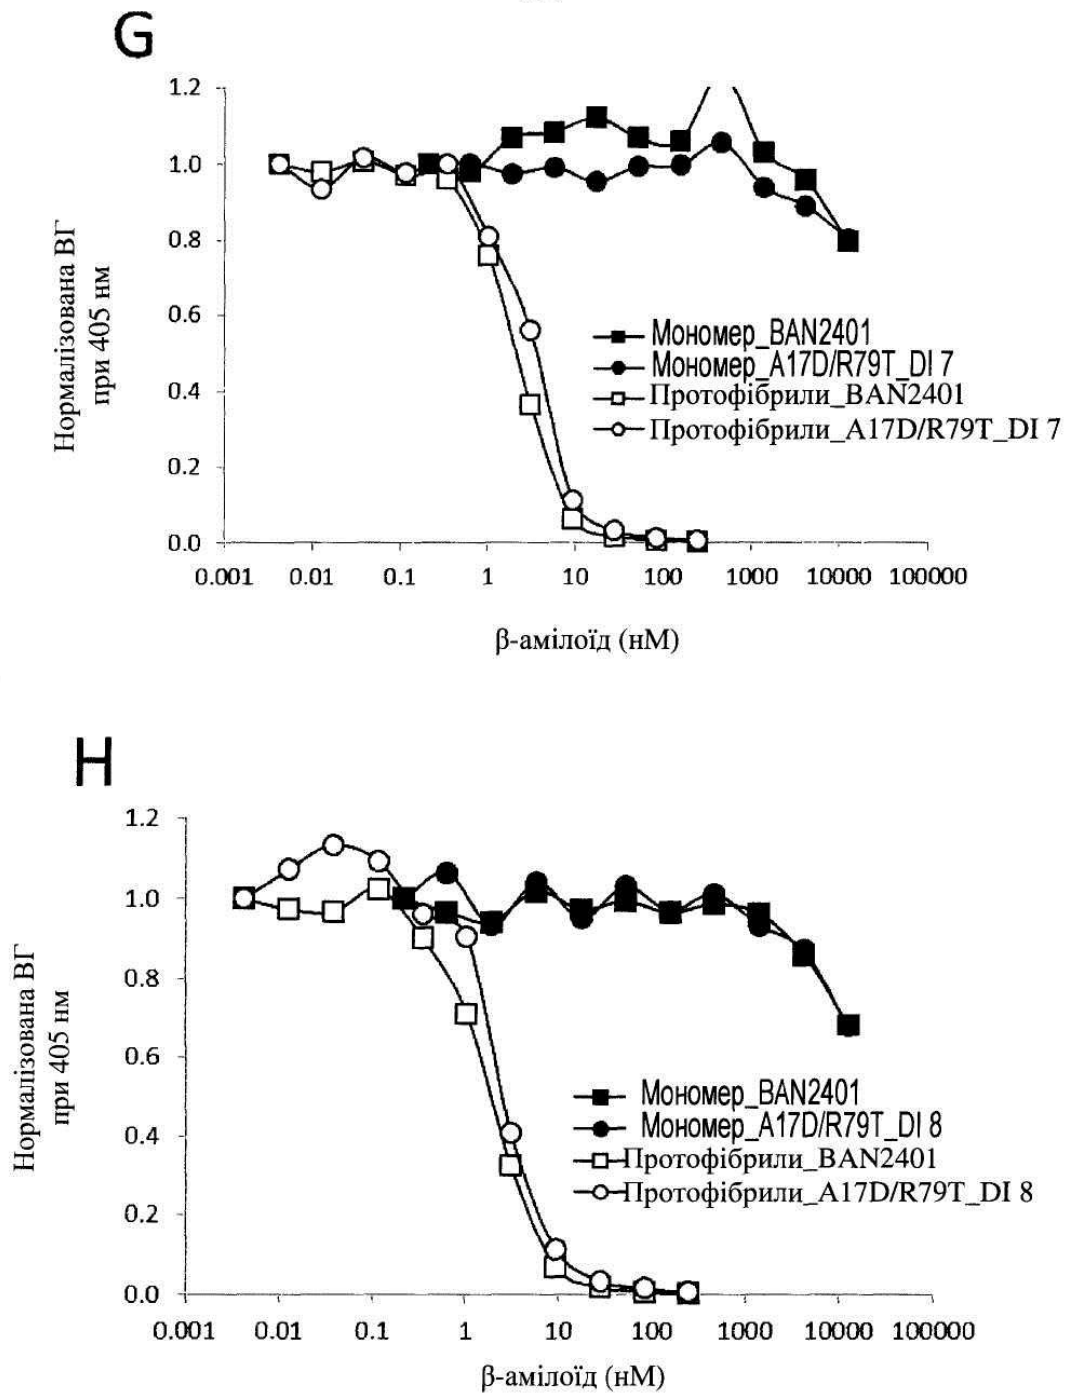 G
1.2
1.0
0.8
0.6
0.4
0.2
0.0
Нормалізована ВГ
при 405 нм
Мономер_BAN2401
Мономер_A17D/R79T_DI 7
Протофібрили_BAN2401
Протофібрили_A17D/R79T_DI 7
0.001 0.01 0.1 1 10 100 1000 10000 100000
β-амілоїд (нМ)
H
1.2
1.0
0.8
0.6
0.4
0.2
0.0
Нормалізована ВГ
при 405 нм
Мономер_BAN2401
Мономер_A17D/R79T_DI 8
Протофібрили_BAN2401
Протофібрили_A17D/R79T_DI 8
0.001 0.01 0.1 1 10 100 1000 10000 100000
β-амілоїд (нМ)